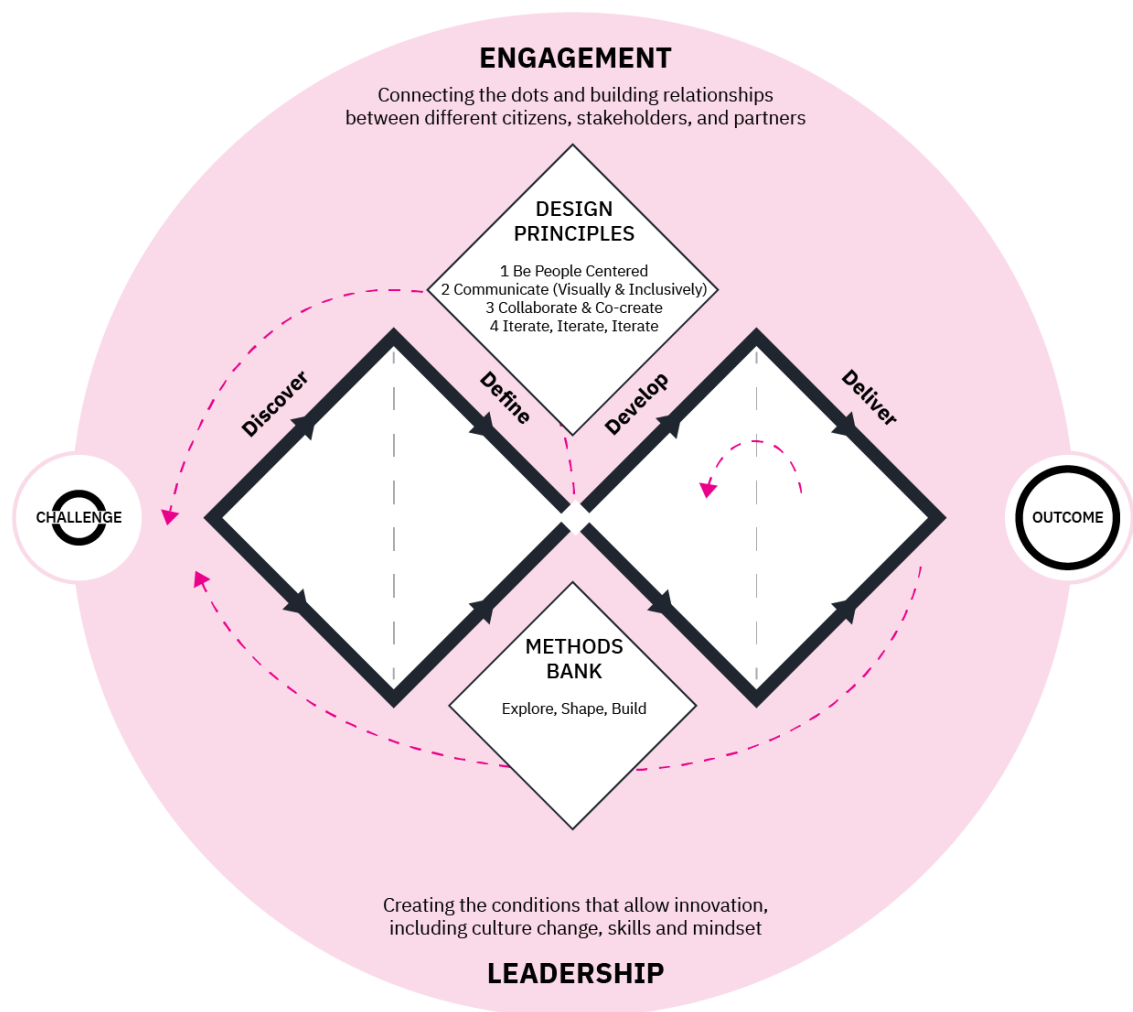 ENGAGEMENT
Connecting the dots and building relationships
between different citizens, stakeholders, and partners
DESIGN
PRINCIPLES
1 Be People Centered
2 Communicate (Visually & Inclusively)
3 Collaborate & Co-create
4 Iterate, Iterate, Iterate
Discover
Define
Develop
Deliver
CHALLENGE
OUTCOME
METHODS
BANK
Explore, Shape, Build
Creating the conditions that allow innovation,
including culture change, skills and mindset
LEADERSHIP